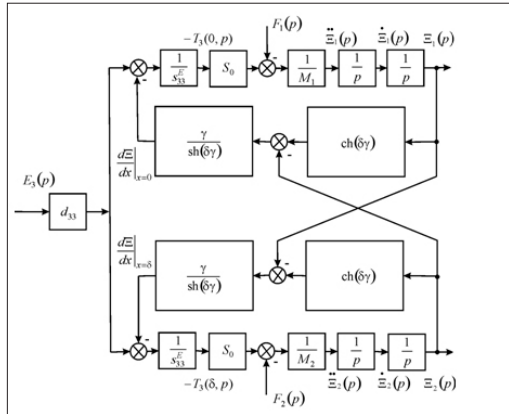 −T₃(0, p)
F₁(p)
Ξ̈₁(p)
Ξ̇₁(p)
Ξ₁(p)
-
1/s₃₃ᴱ
S₀
-
1/M₁
1/p
1/p
γ/sh(δγ)
-
ch(δγ)
dΞ/dx|ₓ₌₀
E₃(p)
d₃₃
dΞ/dx|ₓ₌δ
γ/sh(δγ)
-
-
ch(δγ)
-
1/s₃₃ᴱ
S₀
-
1/M₂
1/p
1/p
−T₃(δ, p)
F₂(p)
Ξ̈₂(p)
Ξ̇₂(p)
Ξ₂(p)